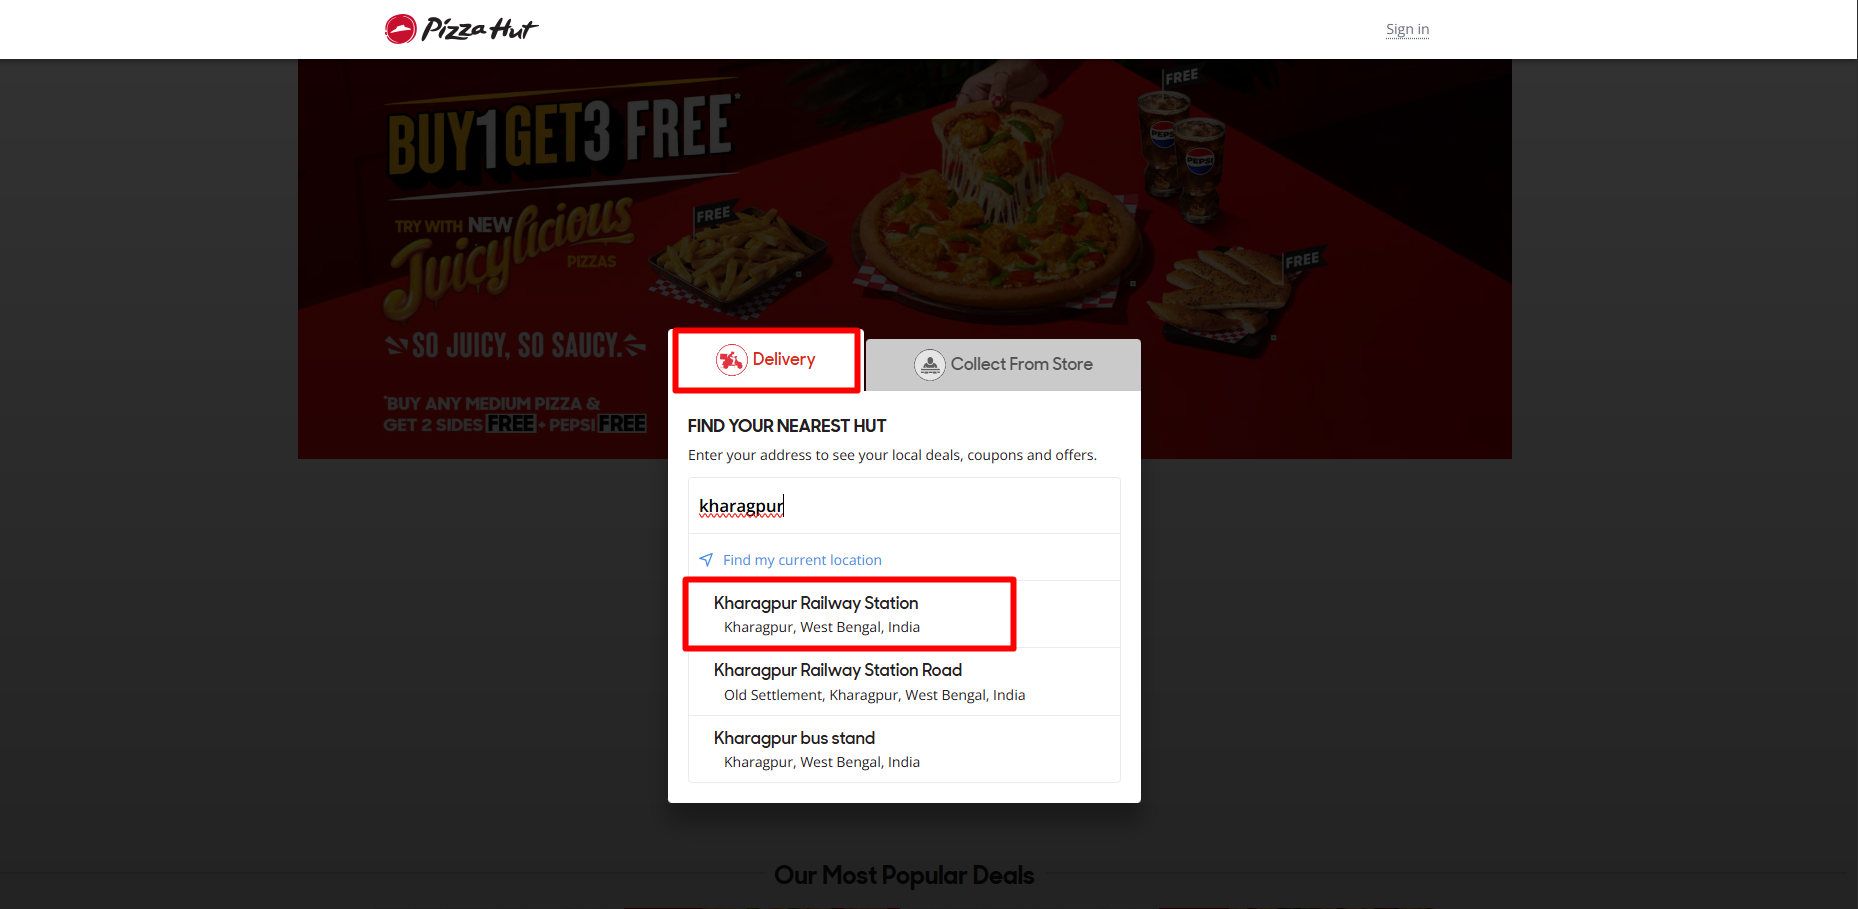 Pizza Hut
Sign in
BUY1GET3 FREE*
TRY WITH NEW
Juicylicious
PIZZAS
SO JUICY, SO SAUCY.
*BUY ANY MEDIUM PIZZA &
GET 2 SIDES FREE + PEPSI FREE
FREE
FREE
FREE
PEPSI
PEPSI
Delivery
Collect From Store
FIND YOUR NEAREST HUT
Enter your address to see your local deals, coupons and offers.
kharagpur
Find my current location
Kharagpur Railway Station
Kharagpur, West Bengal, India
Kharagpur Railway Station Road
Old Settlement, Kharagpur, West Bengal, India
Kharagpur bus stand
Kharagpur, West Bengal, India
Our Most Popular Deals